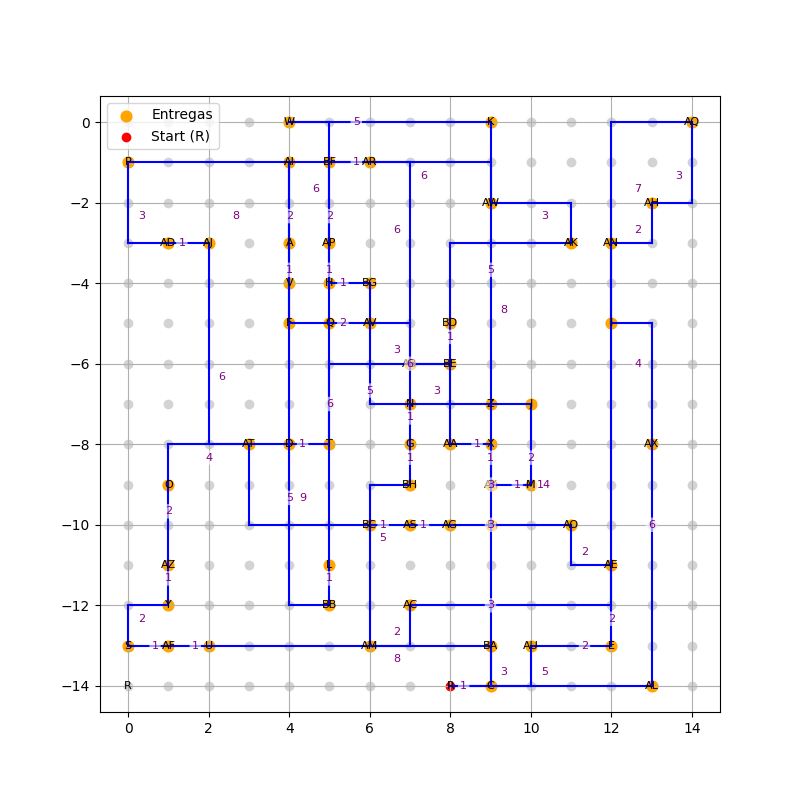 Entregas
Start (R)
0 W 5 K AQ
P AI BF 1 AR
6 3
6 7
−2 AW AH
3 8 2 2 3
6 2
AD 1 AJ A AP AK AN
1 1 5
−4 V H 1 BG
8
F Q 2 AV BD
1
3
−6 6 BE 4
6
5 3
N Z
6
1
−8 AT D 1 T G AA 1 X AX
4 1 1 2
O BH 3 1 M 14
5 9
2
−10 BC 1 AS 1 AG 3 AO 6
5
2
AZ L AE
1 1
−12 Y BB AC 3
2 2
2
S 1 AF 1 U AM BA AU 2 E
8
3 5
−14 R R 1 C AL
0 2 4 6 8 10 12 14